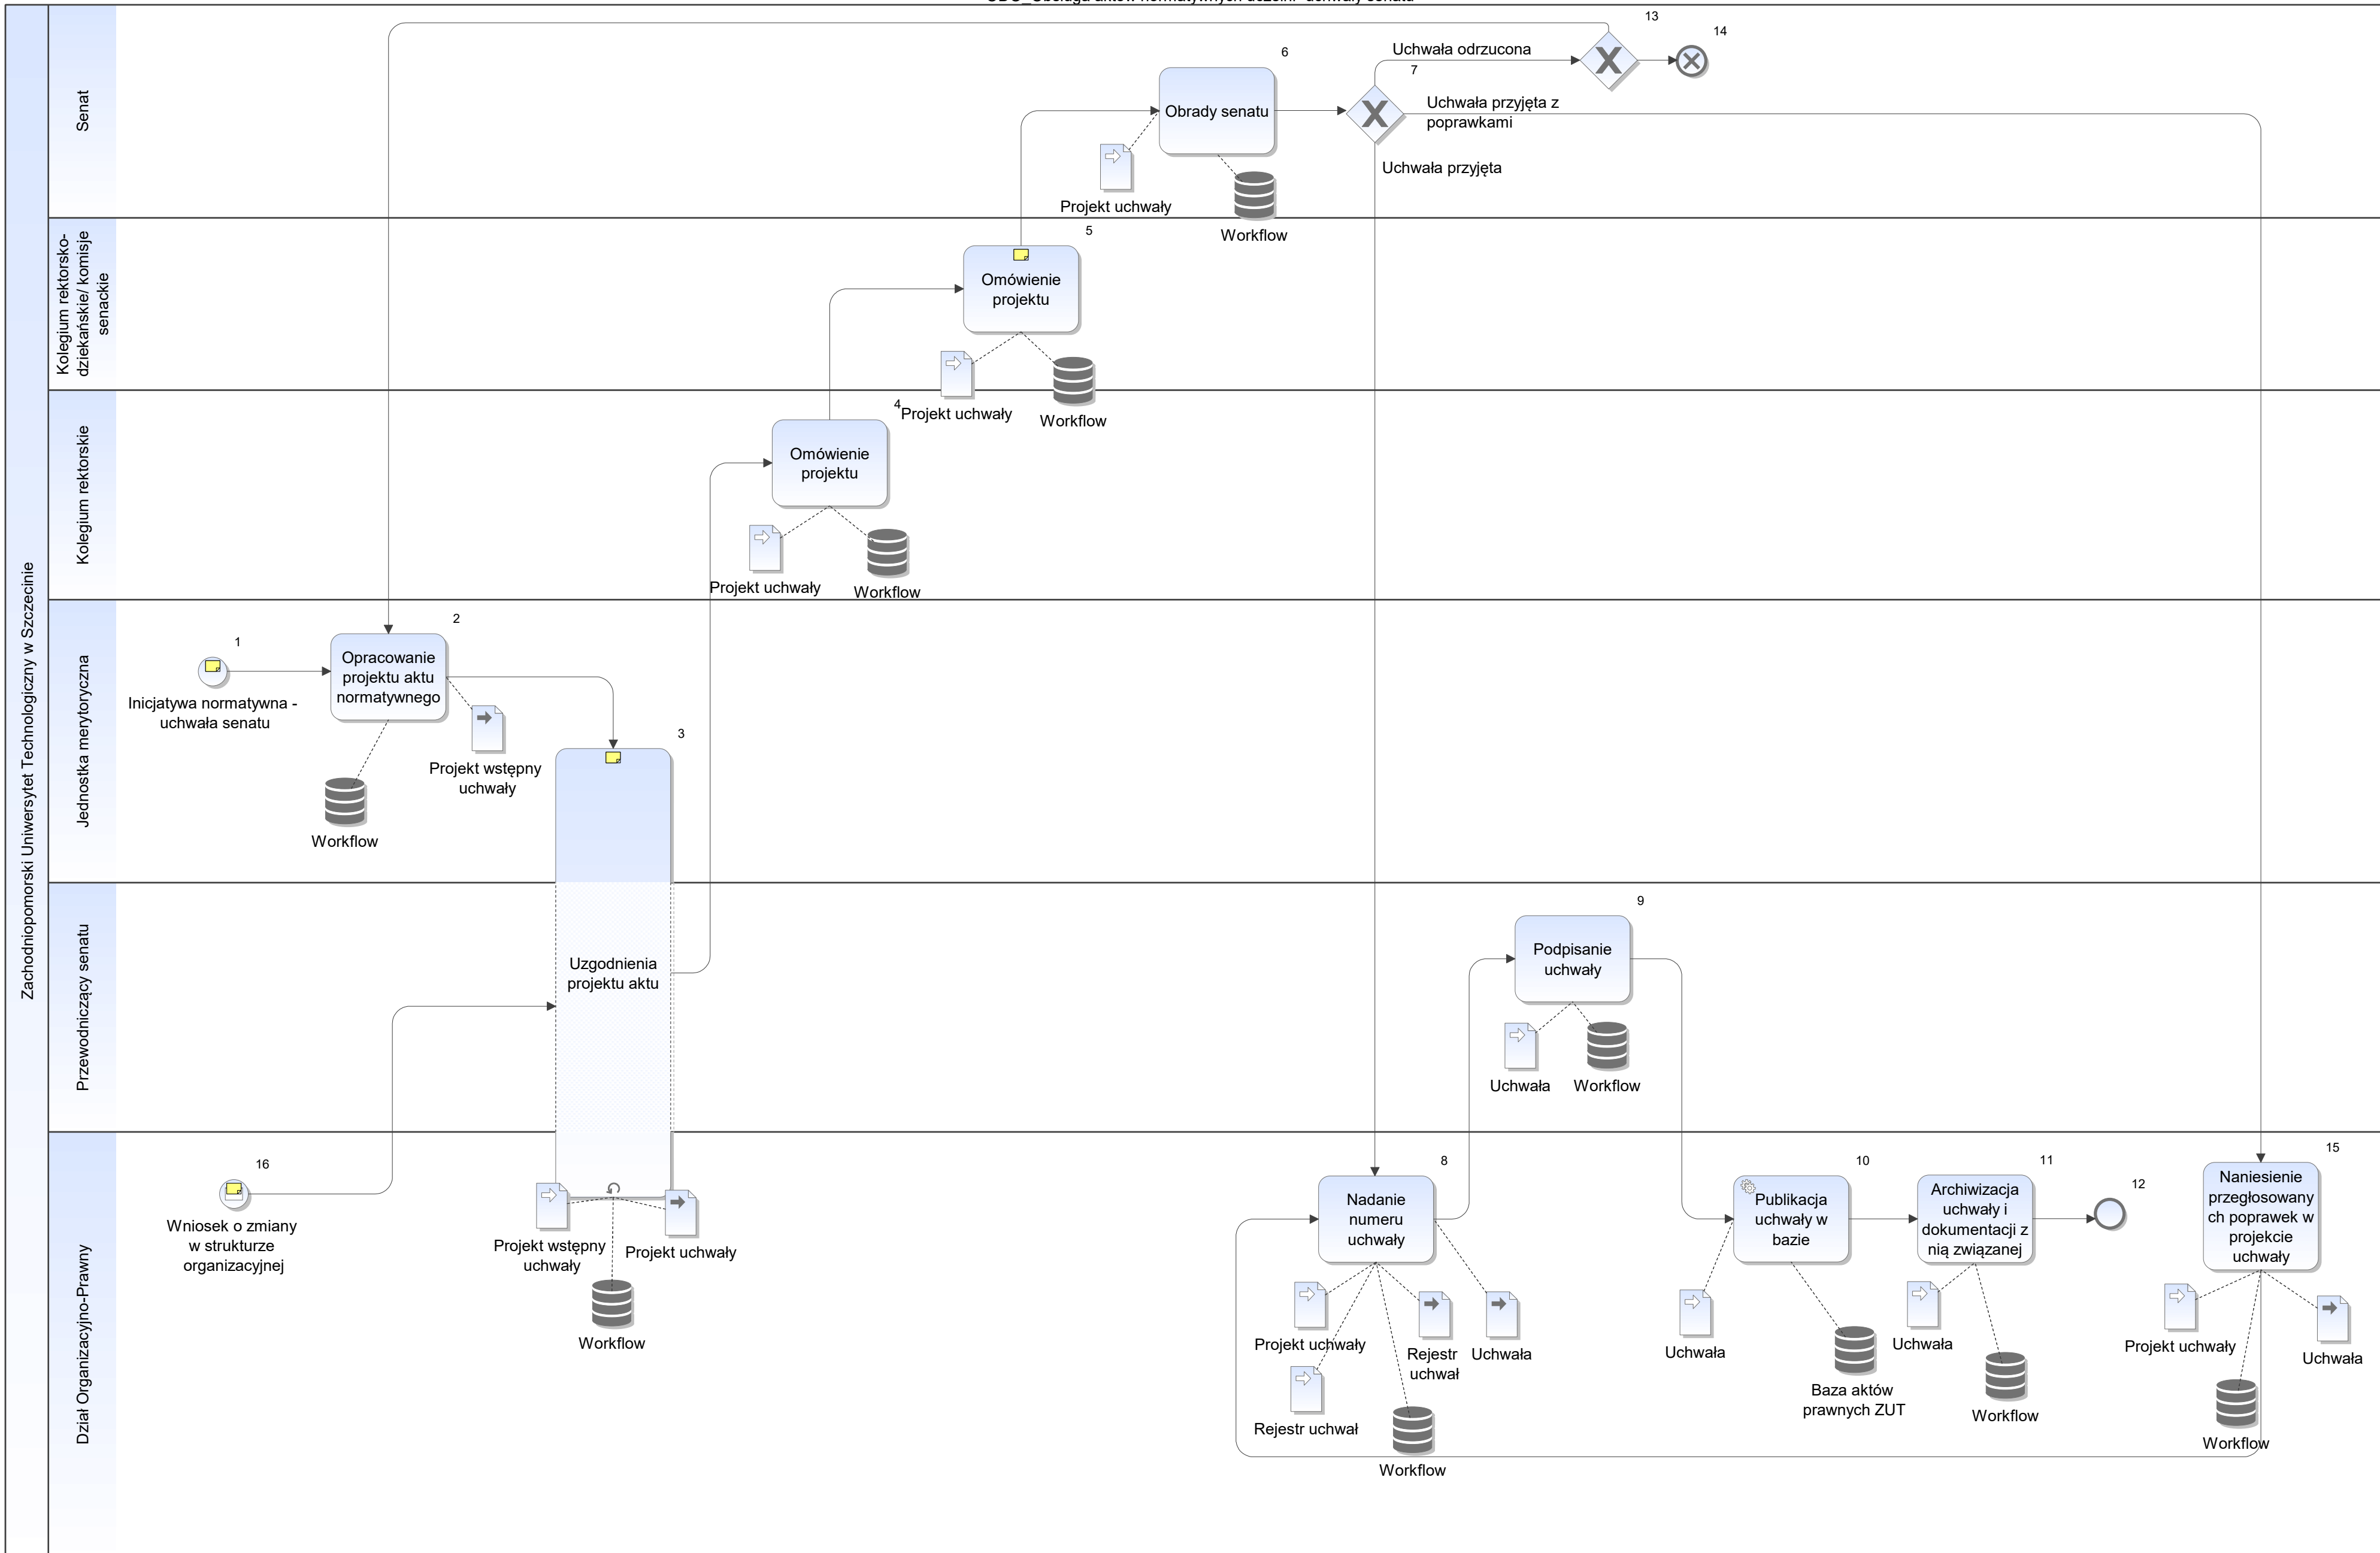 Zachodniopomorski Uniwersytet Technologiczny w Szczecinie
Senat
13
14
6
Uchwała odrzucona
7
Obrady senatu
Uchwała przyjęta z
poprawkami
Uchwała przyjęta
Projekt uchwały
Workflow
Kolegium rektorsko-
dziekańskie/ komisje
senackie
5
Omówienie
projektu
Projekt uchwały
Workflow
Kolegium rektorskie
4
Omówienie
projektu
Projekt uchwały
Workflow
Jednostka merytoryczna
1
Inicjatywa normatywna -
uchwała senatu
2
Opracowanie
projektu aktu
normatywnego
Projekt wstępny
uchwały
Workflow
3
Przewodniczący senatu
Uzgodnienia
projektu aktu
9
Podpisanie
uchwały
Uchwała
Workflow
Dział Organizacyjno-Prawny
16
Wniosek o zmiany
w strukturze
organizacyjnej
Projekt wstępny
uchwały
Projekt uchwały
Workflow
8
Nadanie
numeru
uchwały
Projekt uchwały
Rejestr
uchwał
Uchwała
Rejestr uchwał
Workflow
10
Publikacja
uchwały w
bazie
Uchwała
Baza aktów
prawnych ZUT
11
Archiwizacja
uchwały i
dokumentacji z
nią związanej
Uchwała
Workflow
12
15
Naniesienie
przegłosowany
ch poprawek w
projekcie
uchwały
Projekt uchwały
Uchwała
Workflow